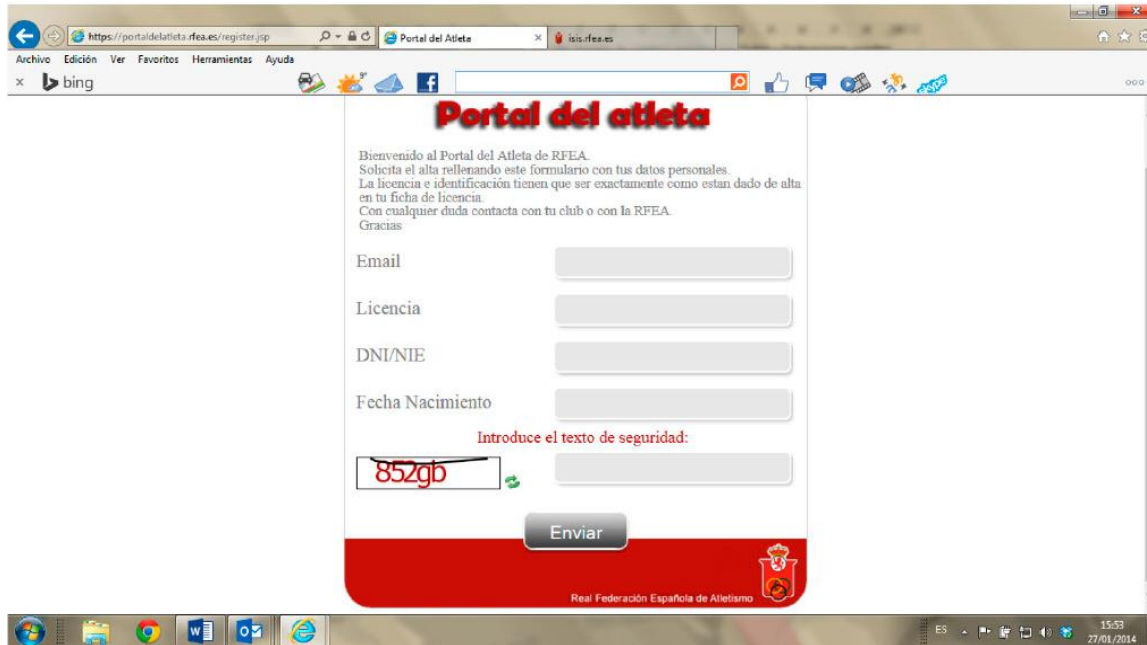 https://portaldelatleta.rfea.es/register.jsp
Portal del Atleta
isis.rfea.es
Archivo Edición Ver Favoritos Herramientas Ayuda
bing
9°
Portal del atleta
Bienvenido al Portal del Atleta de RFEA.
Solicita el alta rellenando este formulario con tus datos personales.
La licencia e identificación tienen que ser exactamente como estan dado de alta
en tu ficha de licencia.
Con cualquier duda contacta con tu club o con la RFEA.
Gracias
Email
Licencia
DNI/NIE
Fecha Nacimiento
Introduce el texto de seguridad:
852gb
Enviar
Real Federación Española de Atletismo
ES
15:53
27/01/2014